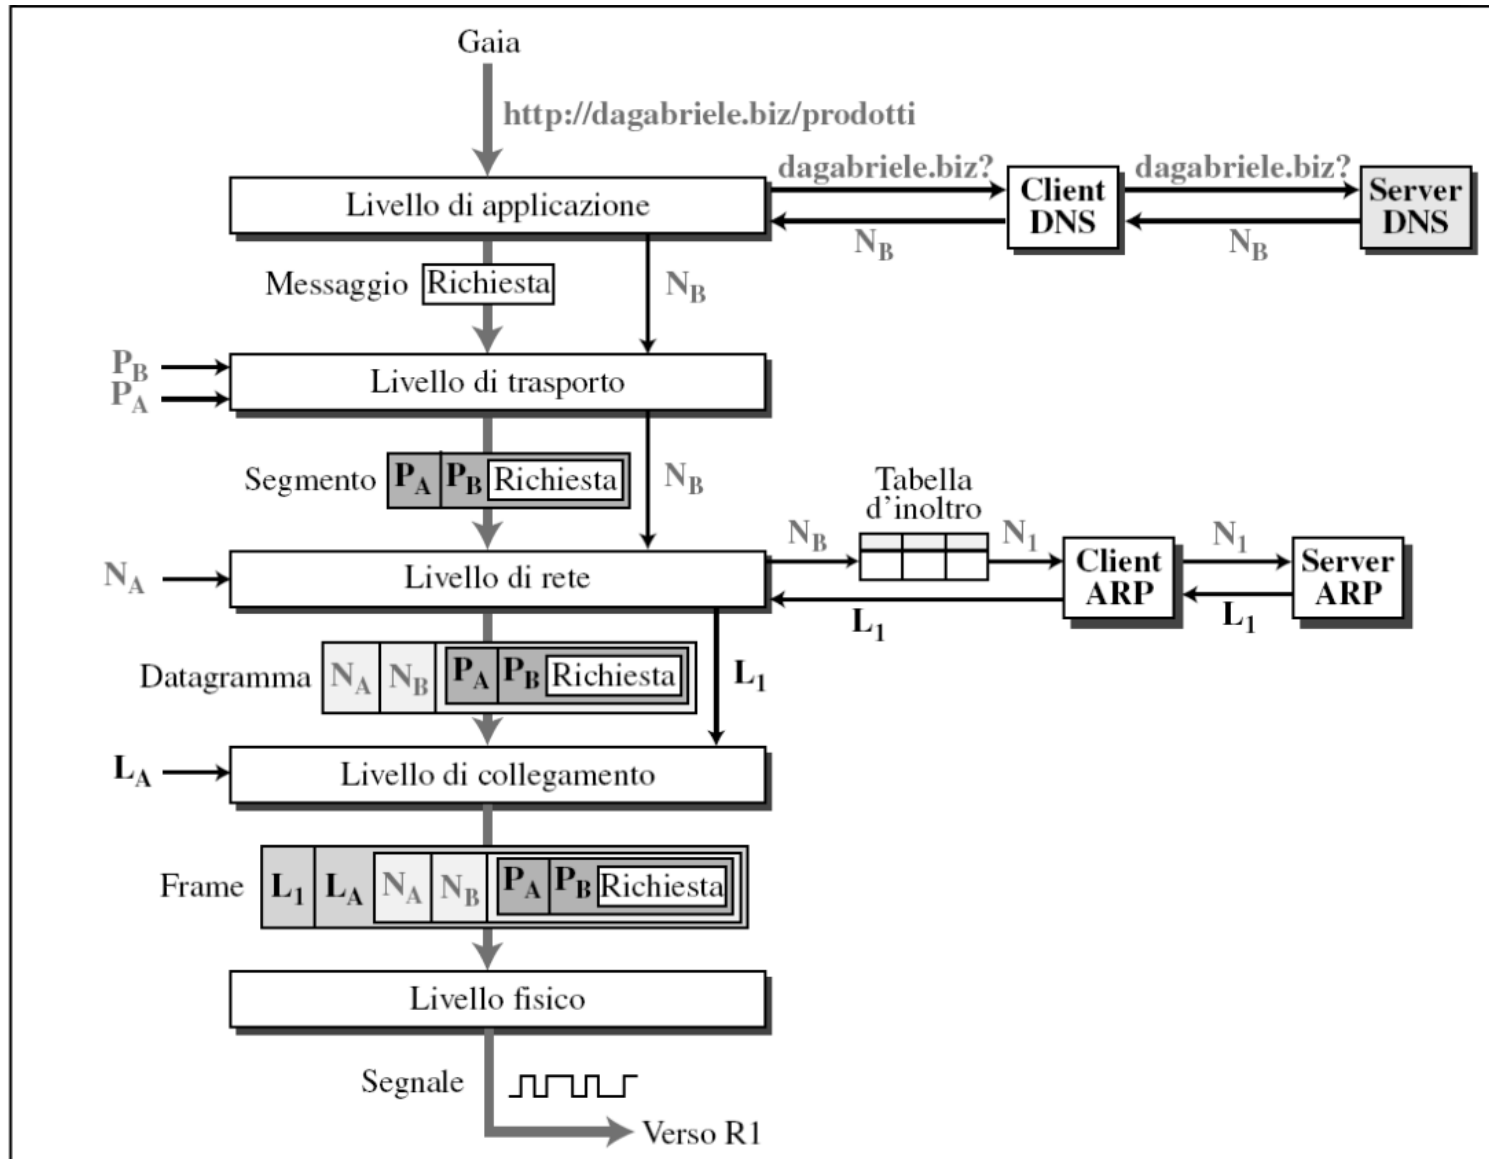 Gaia
http://dagabriele.biz/prodotti
dagabriele.biz?
dagabriele.biz?
Livello di applicazione
Client
DNS
Server
DNS
N_B
N_B
Messaggio
Richiesta
N_B
P_B
P_A
Livello di trasporto
Segmento
P_A P_B Richiesta
N_B
Tabella
d'inoltro
N_A
Livello di rete
N_B
N_1
Client
ARP
N_1
Server
ARP
L_1
L_1
Datagramma
N_A N_B P_A P_B Richiesta
L_1
L_A
Livello di collegamento
Frame
L_1 L_A N_A N_B P_A P_B Richiesta
Livello fisico
Segnale
Verso R1